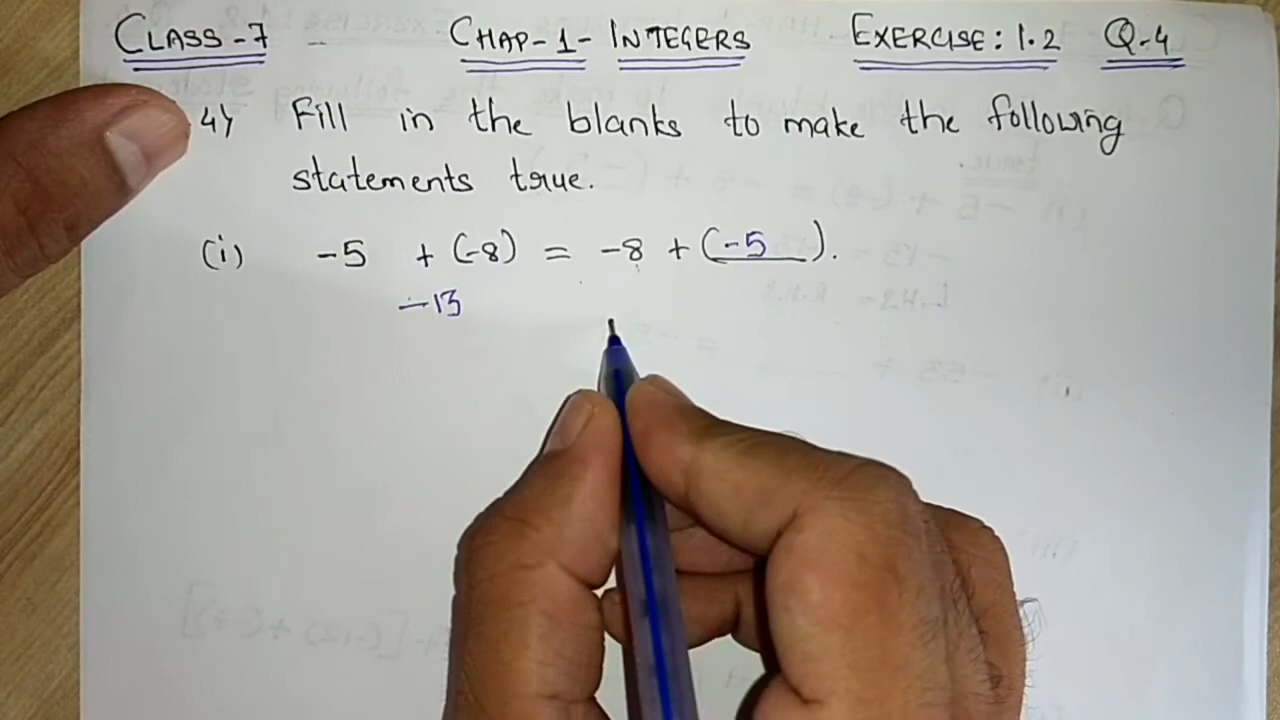 CLASS-7 - CHAP-1- INTEGERS EXERCISE: 1.2 Q.4
4) Fill in the blanks to make the following
statements true.
(i) -5 + (-8) = -8 + (-5).
-13